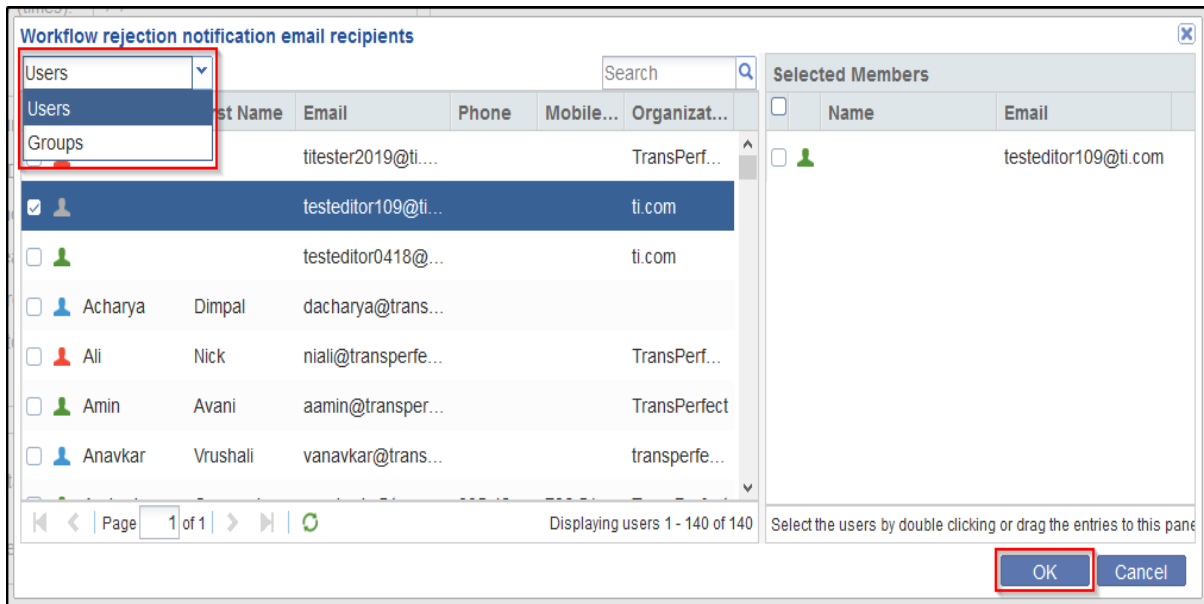 (times):
Workflow rejection notification email recipients
Users
Search
Selected Members
Users
st Name Email Phone Mobile... Organizat...
Name Email
Groups
titester2019@ti.... TransPerf...
testeditor109@ti.com
testeditor109@ti... ti.com
testeditor0418@... ti.com
Acharya Dimpal dacharya@trans...
Ali Nick niali@transperfe... TransPerf...
Amin Avani aamin@transper... TransPerfect
Anavkar Vrushali vanavkar@trans... transperfe...
Page 1 of 1 Displaying users 1 - 140 of 140
Select the users by double clicking or drag the entries to this pane
OK Cancel